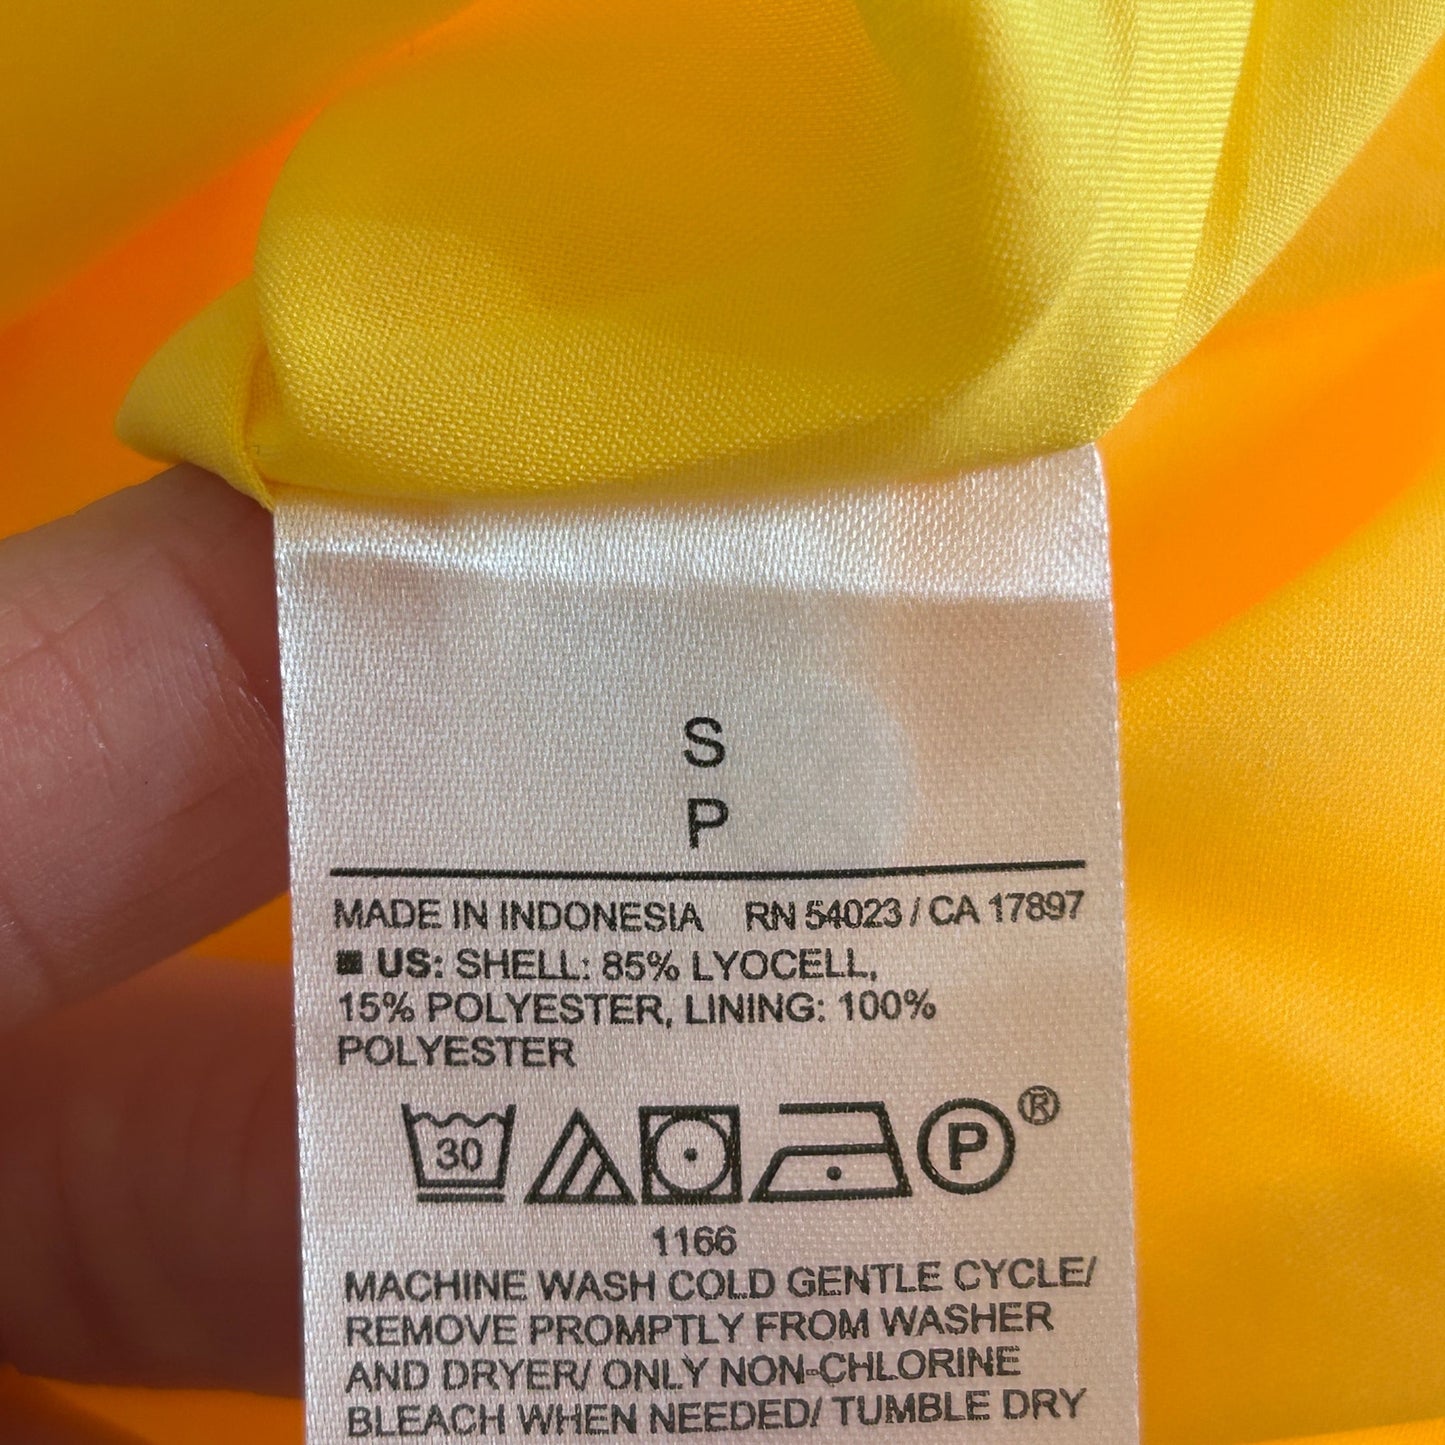 S
P
MADE IN INDONESIA RN 54023 / CA 17897
US: SHELL: 85% LYOCELL,
15% POLYESTER, LINING: 100%
POLYESTER
30 P ®
1166
MACHINE WASH COLD GENTLE CYCLE/
REMOVE PROMPTLY FROM WASHER
AND DRYER/ ONLY NON-CHLORINE
BLEACH WHEN NEEDED/ TUMBLE DRY